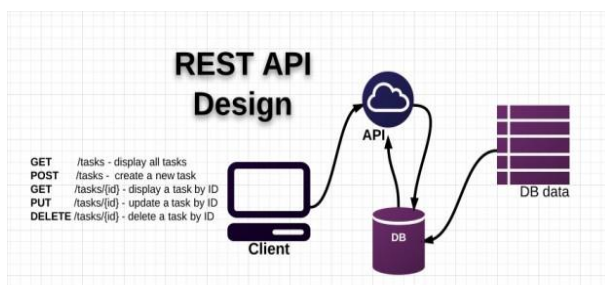 REST API
Design
API
GET /tasks - display all tasks
POST /tasks - create a new task
GET /tasks/{id} - display a task by ID
PUT /tasks/{id} - update a task by ID
DELETE /tasks/{id} - delete a task by ID
Client
DB
DB data